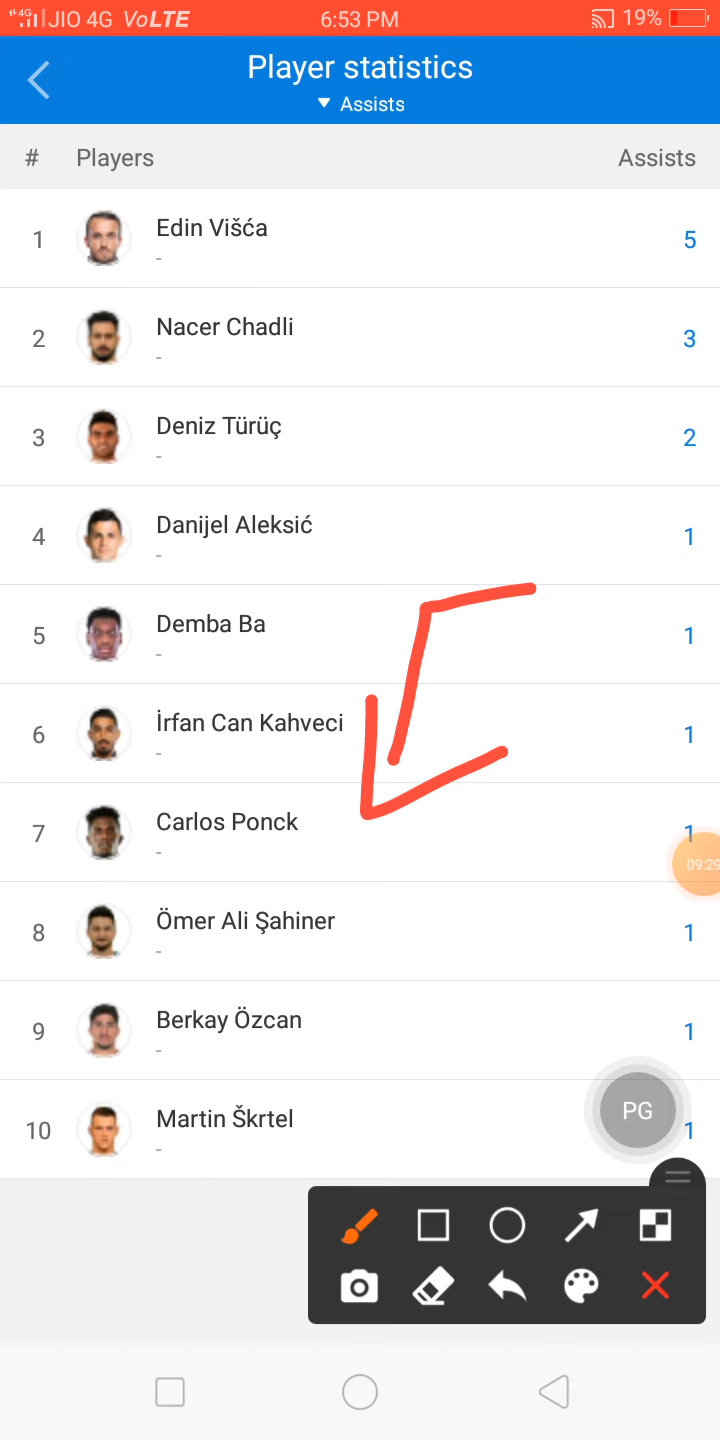 4G JIO 4G VoLTE 6:53 PM 19%
Player statistics
▼ Assists
# Players Assists
1 Edin Višća 5
-
2 Nacer Chadli 3
-
3 Deniz Türüç 2
-
4 Danijel Aleksić 1
-
5 Demba Ba 1
-
6 İrfan Can Kahveci 1
-
7 Carlos Ponck 1
-
09:29
8 Ömer Ali Şahiner 1
-
9 Berkay Özcan 1
-
PG
10 Martin Škrtel 1
-